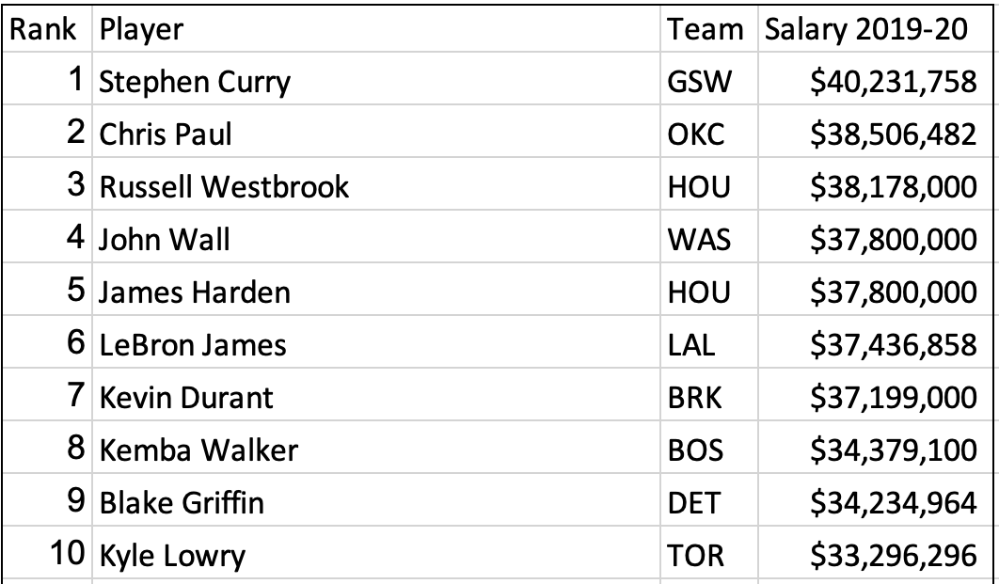 Rank Player Team Salary 2019-20
1 Stephen Curry GSW $40,231,758
2 Chris Paul OKC $38,506,482
3 Russell Westbrook HOU $38,178,000
4 John Wall WAS $37,800,000
5 James Harden HOU $37,800,000
6 LeBron James LAL $37,436,858
7 Kevin Durant BRK $37,199,000
8 Kemba Walker BOS $34,379,100
9 Blake Griffin DET $34,234,964
10 Kyle Lowry TOR $33,296,296